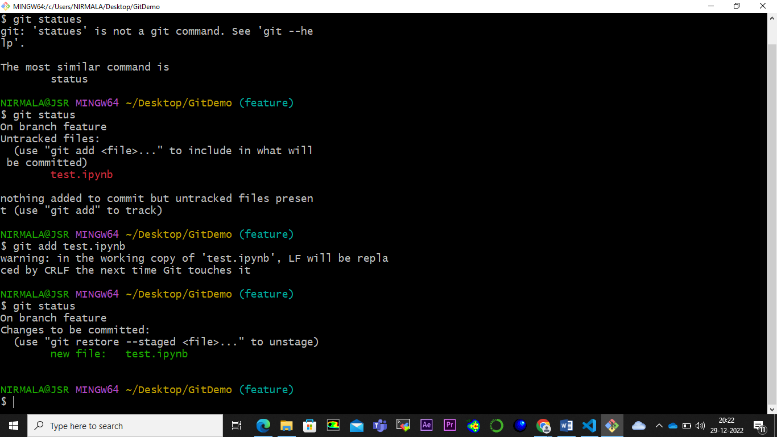 MINGW64:/c/Users/NIRMALA/Desktop/GitDemo
$ git statues
git: 'statues' is not a git command. See 'git --he
lp'.
The most similar command is
status
NIRMALA@JSR MINGW64 ~/Desktop/GitDemo (feature)
$ git status
On branch feature
Untracked files:
(use "git add <file>..." to include in what will
be committed)
test.ipynb
nothing added to commit but untracked files presen
t (use "git add" to track)
NIRMALA@JSR MINGW64 ~/Desktop/GitDemo (feature)
$ git add test.ipynb
warning: in the working copy of 'test.ipynb', LF will be repla
ced by CRLF the next time Git touches it
NIRMALA@JSR MINGW64 ~/Desktop/GitDemo (feature)
$ git status
On branch feature
Changes to be committed:
(use "git restore --staged <file>..." to unstage)
new file:   test.ipynb
NIRMALA@JSR MINGW64 ~/Desktop/GitDemo (feature)
$
Type here to search
Ae
Pr
20:22
29-12-2022